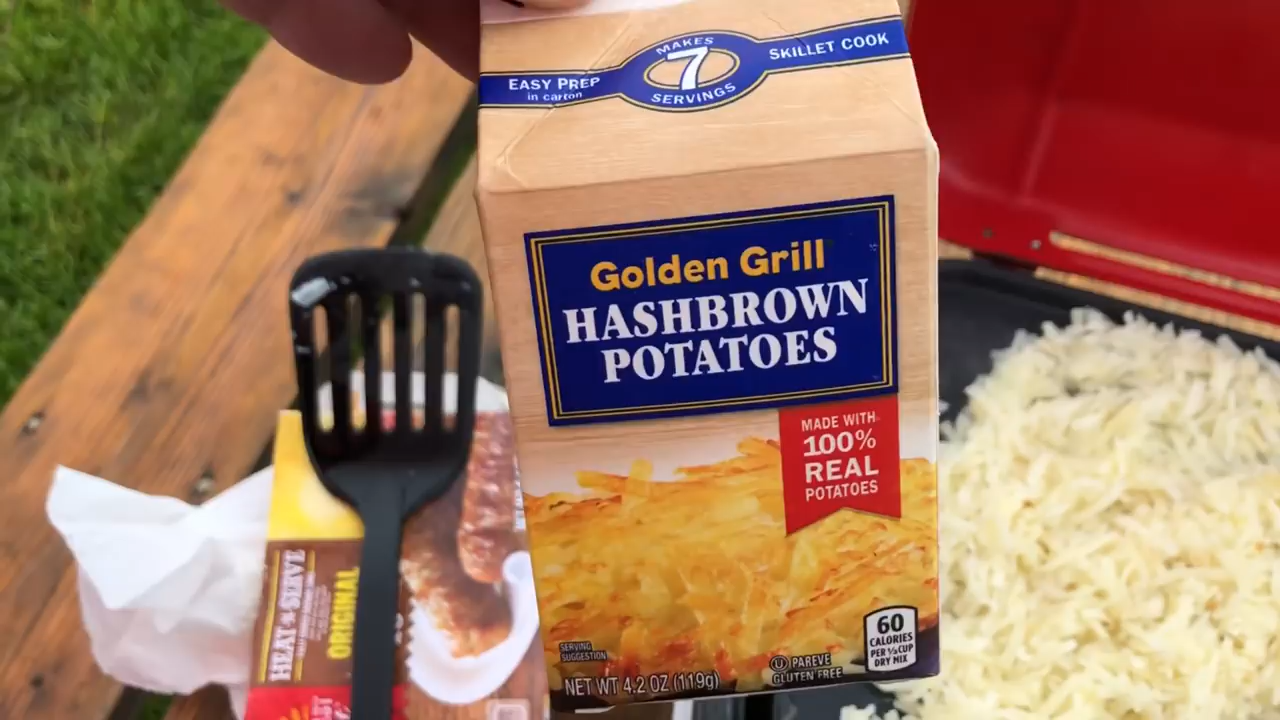 MAKES
7
SERVINGS
EASY PREP
in carton
SKILLET COOK
Golden Grill
HASHBROWN
POTATOES
MADE WITH
100%
REAL
POTATOES
60
CALORIES
PER ⅓ CUP
DRY MIX
SERVING
SUGGESTION
NET WT 4.2 OZ (119g)
U PAREVE
GLUTEN FREE
HEAT & SERVE
ORIGINAL